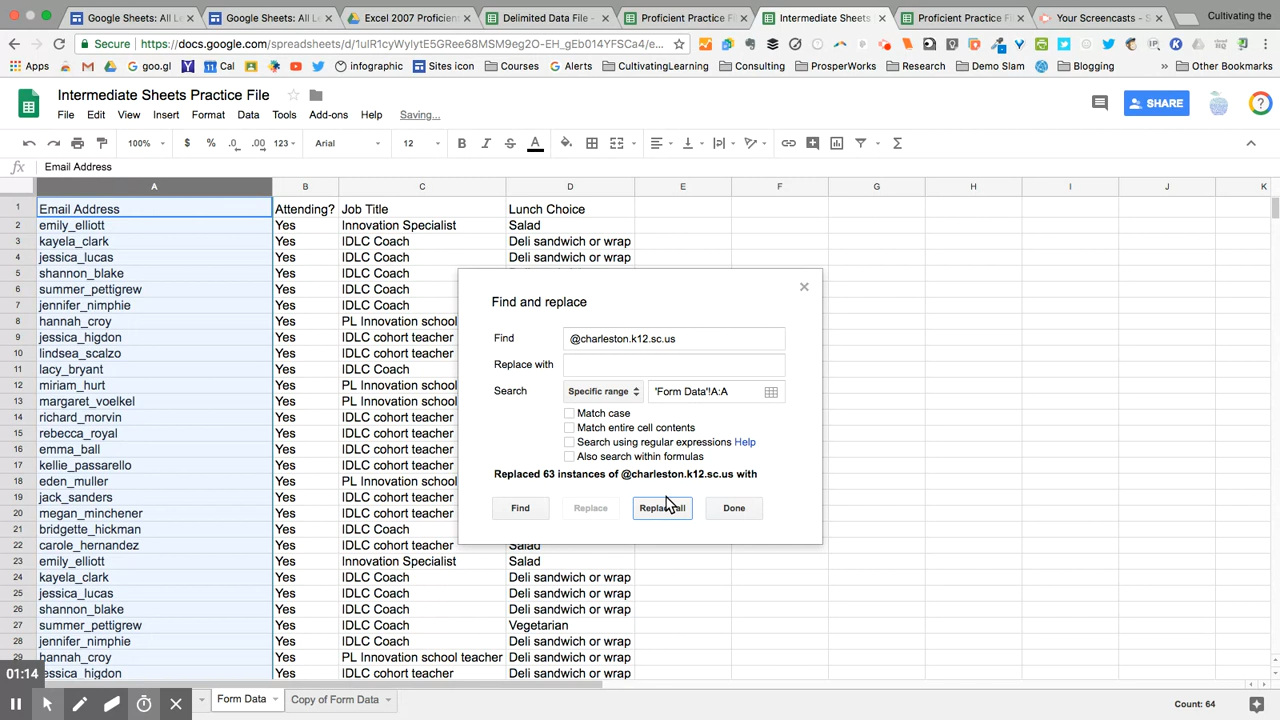 Google Sheets: All Le
Google Sheets: ALL Le
Excel 2007 Proficien
Delimited Data File -
Proficient Practice Fi
Intermediate Sheets
Proficient Practice Fi
Your Screencasts - S
Cultivating the
Secure
https://docs.google.com/spreadsheets/d/
Apps
goo.gl
Cal
infographic
Sites icon
Courses
Alerts
CultivatingLearning
Consulting
ProsperWorks
Research
Demo Slam
Blogging
Other Bookmarks
Intermediate Sheets Practice File
File Edit View Insert Format Data Tools Add-ons Help Saving...
SHARE
100% $ % .0 .00 123 Arial 12
fx Email Address
A B C D E F G H I J K
1 Email Address Attending? Job Title Lunch Choice
2 emily_elliott Yes Innovation Specialist Salad
3 kayela_clark Yes IDLC Coach Deli sandwich or wrap
4 jessica_lucas Yes IDLC Coach Deli sandwich or wrap
5 shannon_blake Yes IDLC Coach
6 summer_pettigrew Yes IDLC Coach
7 jennifer_nimphie Yes IDLC Coach
8 hannah_croy Yes PL Innovation school
9 jessica_higdon Yes IDLC cohort teacher
10 lindsea_scalzo Yes IDLC cohort teacher
11 lacy_bryant Yes IDLC Coach
12 miriam_hurt Yes PL Innovation school
13 margaret_voelkel Yes PL Innovation school
14 richard_morvin Yes IDLC cohort teacher
15 rebecca_royal Yes IDLC cohort teacher
16 emma_ball Yes IDLC cohort teacher
17 kellie_passarello Yes IDLC cohort teacher
18 eden_muller Yes PL Innovation school
19 jack_sanders Yes IDLC cohort teacher
20 megan_minchener Yes IDLC cohort teacher
21 bridgette_hickman Yes IDLC Coach
22 carole_hernandez Yes IDLC cohort teacher Salad
23 emily_elliott Yes Innovation Specialist Salad
24 kayela_clark Yes IDLC Coach Deli sandwich or wrap
25 jessica_lucas Yes IDLC Coach Deli sandwich or wrap
26 shannon_blake Yes IDLC Coach Deli sandwich or wrap
27 summer_pettigrew Yes IDLC Coach Vegetarian
28 jennifer_nimphie Yes IDLC Coach Deli sandwich or wrap
29 hannah_croy Yes PL Innovation school teacher Deli sandwich or wrap
jessica_higdon Yes IDLC cohort teacher Deli sandwich or wrap
Find and replace
Find @charleston.k12.sc.us
Replace with
Search Specific range 'Form Data'!A:A
Match case
Match entire cell contents
Search using regular expressions Help
Also search within formulas
Replaced 63 instances of @charleston.k12.sc.us with
Find Replace Replace all Done
01:14
Form Data Copy of Form Data
Count: 64